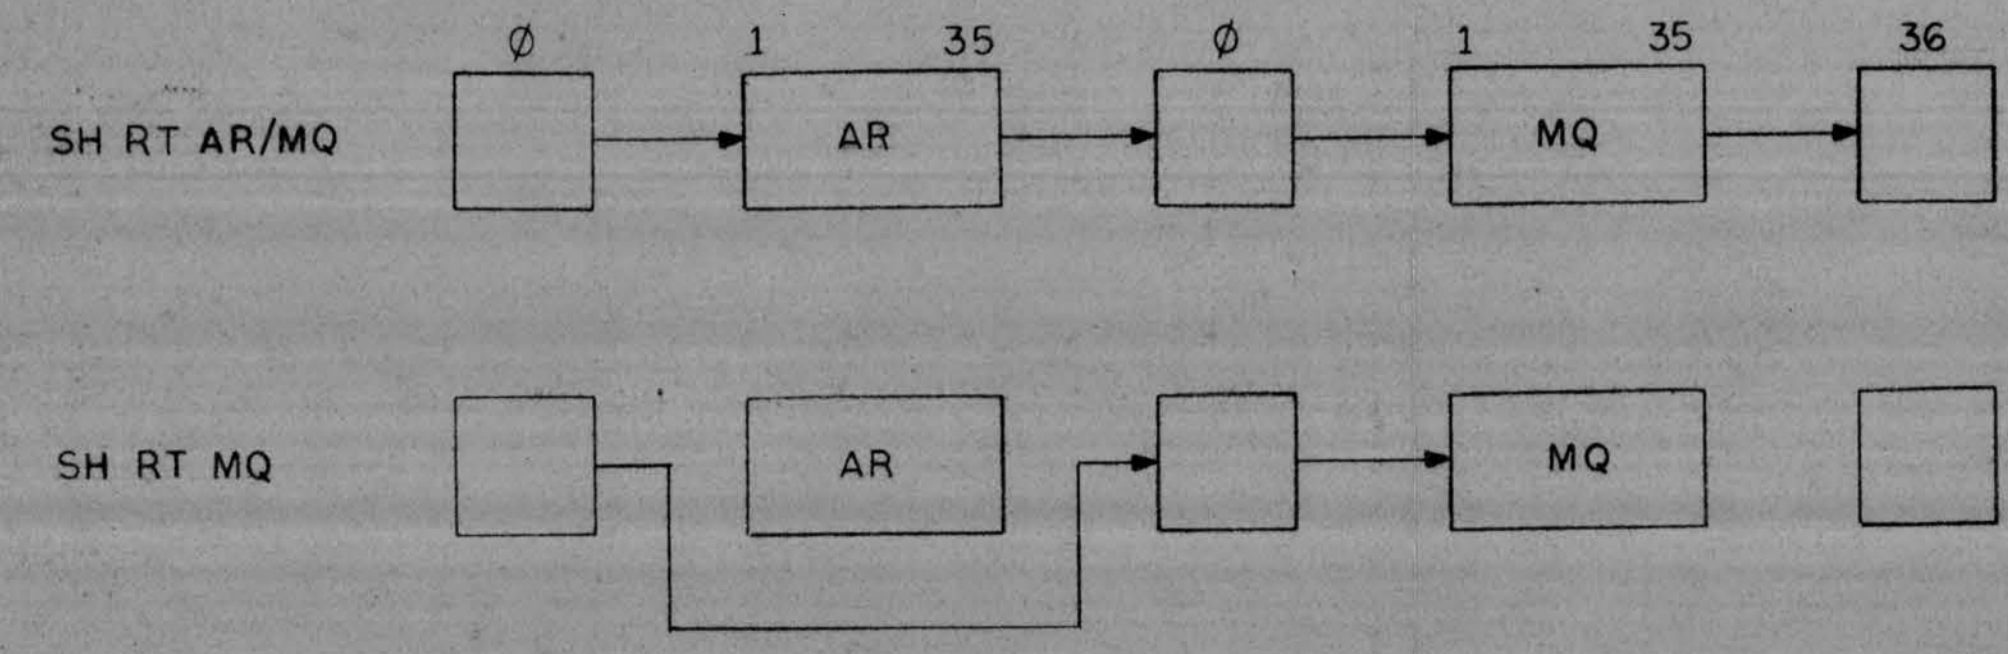 Ø 1 35 Ø 1 35 36
SH RT AR/MQ AR MQ
SH RT MQ AR MQ